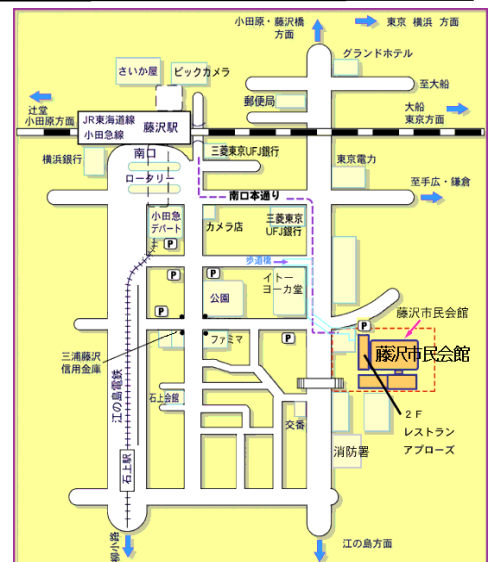 小田原・藤沢橋
方面
東京 横浜 方面
グランドホテル
さいか屋
ビックカメラ
至大船
郵便局
辻堂
小田原方面
JR東海道線
小田急線
藤沢駅
大船
東京方面
横浜銀行
南口
三菱東京UFJ銀行
東京電力
ロータリー
至手広・鎌倉
南口本通り
小田急
デパート
カメラ店
三菱東京
UFJ銀行
P
歩道橋
P
P
イトー
ヨーカ堂
公園
P
藤沢市民会館
P
ファミマ
P
藤沢市民会館
三浦藤沢
信用金庫
江の島電鉄
石上会館
交番
2F
レストラン
アプローズ
消防署
石上駅
柳小路
江の島方面